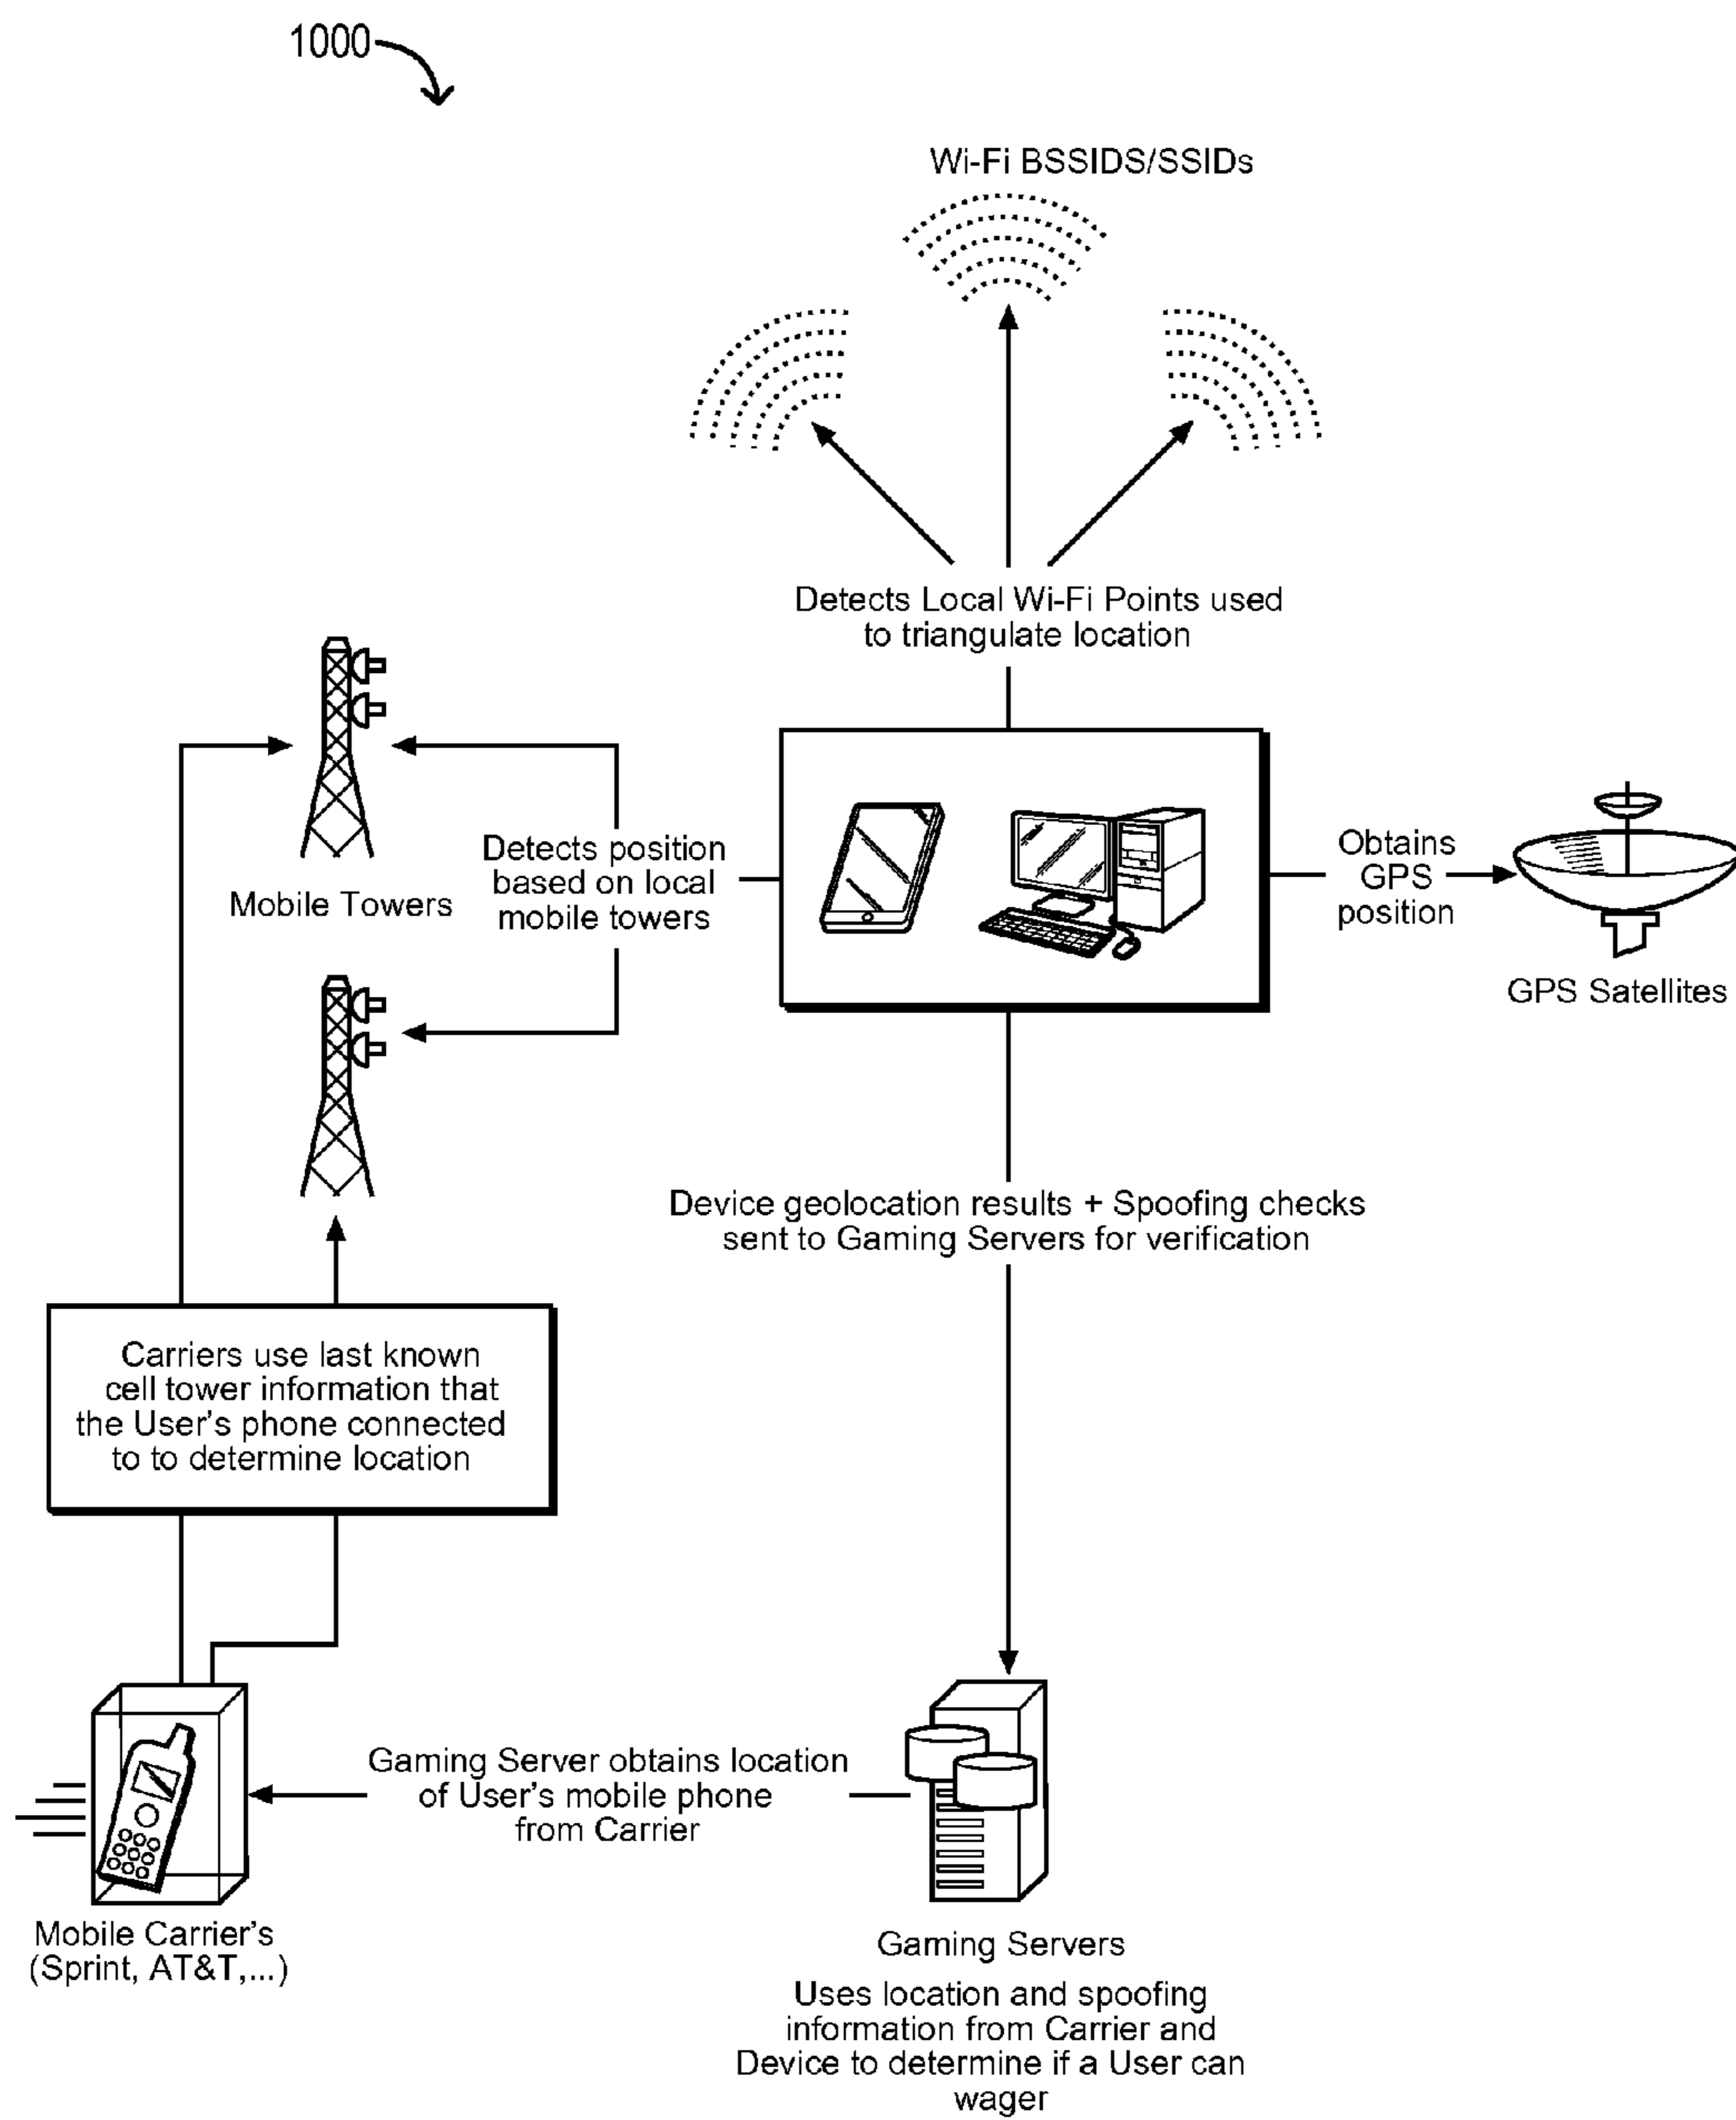 1000
Wi-Fi BSSIDS/SSIDs
Detects Local Wi-Fi Points used
to triangulate location
Mobile Towers
Detects position
based on local
mobile towers
Obtains
GPS
position
GPS Satellites
Device geolocation results + Spoofing checks
sent to Gaming Servers for verification
Carriers use last known
cell tower information that
the User's phone connected
to to determine location
Gaming Server obtains location
of User's mobile phone
from Carrier
Mobile Carrier's
(Sprint, AT&T,...)
Gaming Servers
Uses location and spoofing
information from Carrier and
Device to determine if a User can
wager